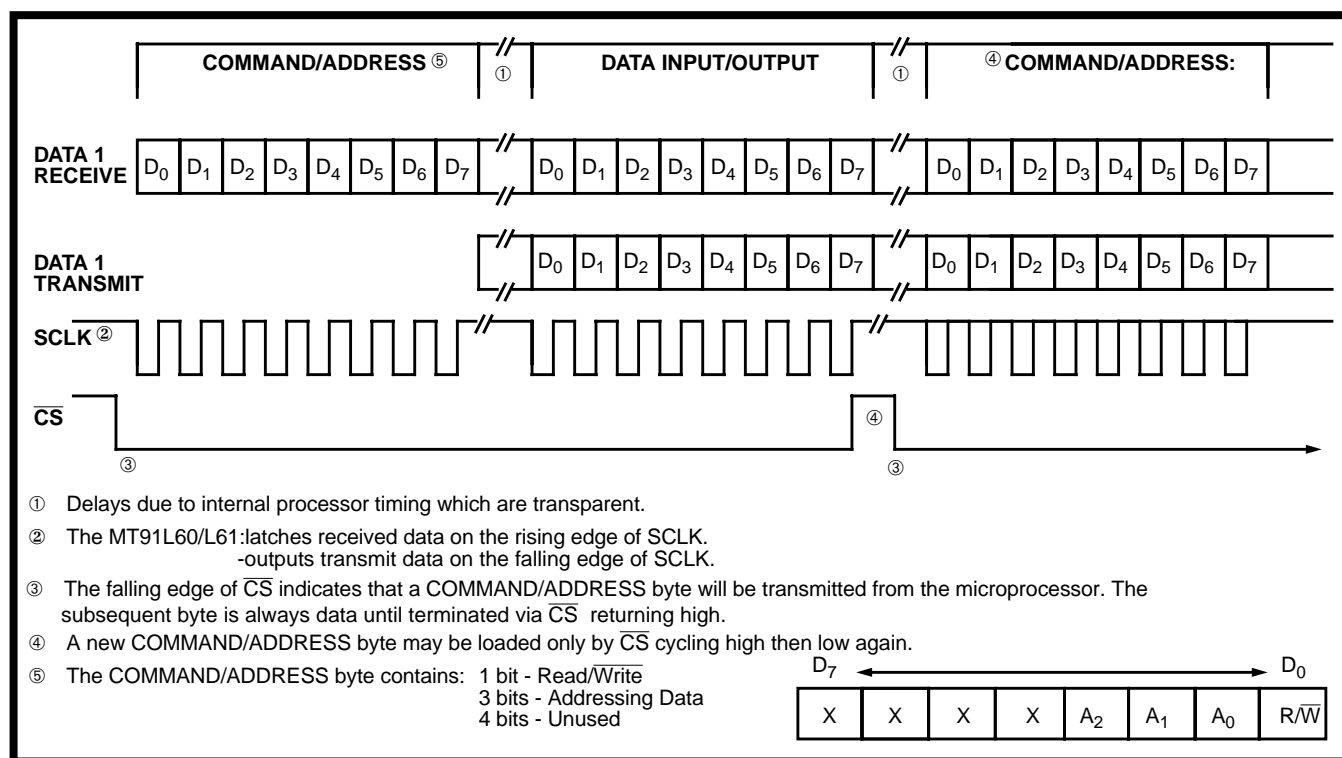 COMMAND/ADDRESS ⑤ ① DATA INPUT/OUTPUT ① ④ COMMAND/ADDRESS:
DATA 1
RECEIVE D0 D1 D2 D3 D4 D5 D6 D7 D0 D1 D2 D3 D4 D5 D6 D7 D0 D1 D2 D3 D4 D5 D6 D7
DATA 1
TRANSMIT D0 D1 D2 D3 D4 D5 D6 D7 D0 D1 D2 D3 D4 D5 D6 D7
SCLK ②
C̅S̅ ④
③ ③
① Delays due to internal processor timing which are transparent.
② The MT91L60/L61:latches received data on the rising edge of SCLK.
-outputs transmit data on the falling edge of SCLK.
③ The falling edge of C̅S̅ indicates that a COMMAND/ADDRESS byte will be transmitted from the microprocessor. The
subsequent byte is always data until terminated via C̅S̅ returning high.
④ A new COMMAND/ADDRESS byte may be loaded only by C̅S̅ cycling high then low again.
⑤ The COMMAND/ADDRESS byte contains: 1 bit - Read/W̅r̅i̅t̅e̅
3 bits - Addressing Data
4 bits - Unused
D7 D0
X X X X A2 A1 A0 R/W̅